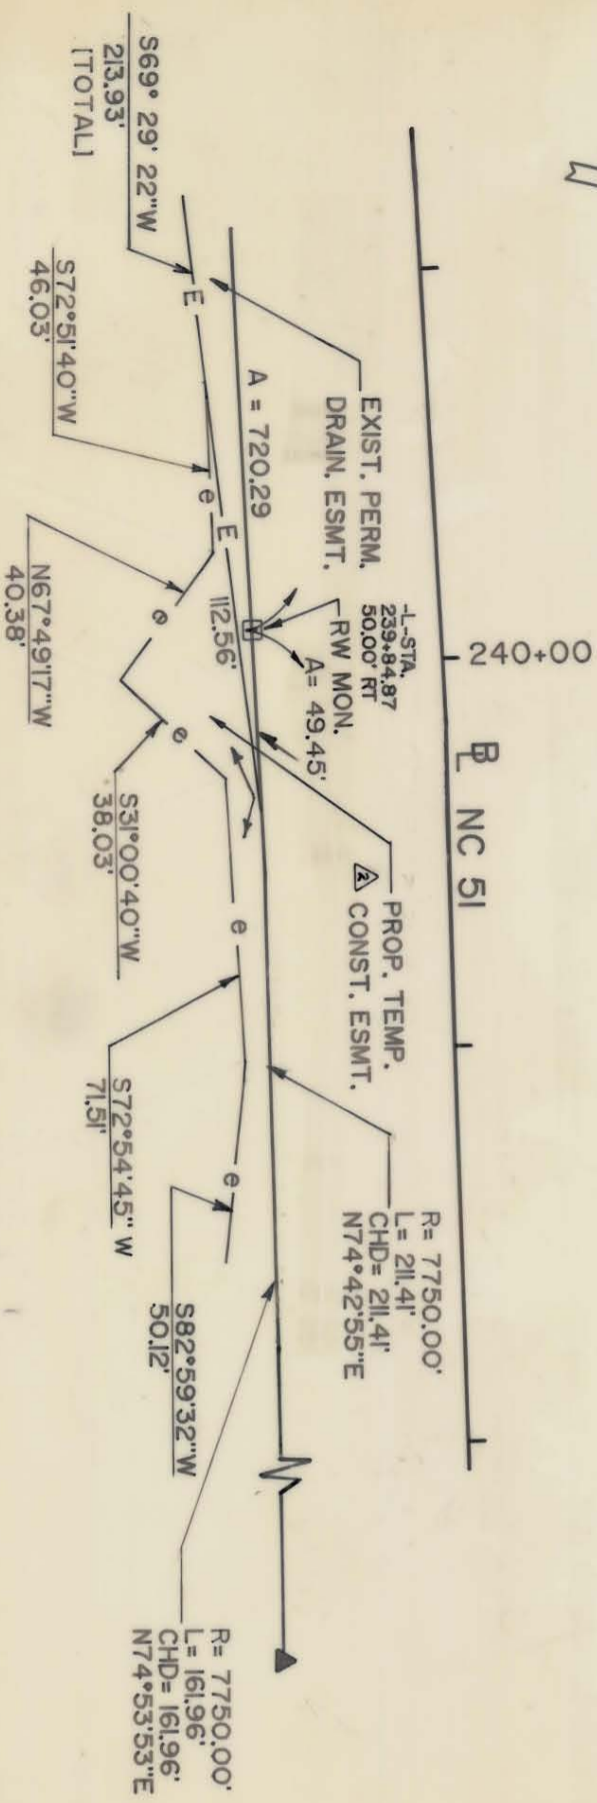 S69° 29' 22"W
213.93'
[TOTAL]
S72°51'40"W
46.03'
N67°49'17"W
40.38'
S31°00'40"W
38.03'
S72°54'45"W
71.51'
S82°59'32"W
50.12'
E
e
E
e
e
e
e
A = 720.29
112.56'
EXIST. PERM.
DRAIN. ESMT.
-L-STA.
239+84.87
50.00' RT
RW MON.
A= 49.45'
240+00
NC 51
PROP. TEMP.
2 CONST. ESMT.
R= 7750.00'
L= 211.41'
CHD= 211.41'
N74°42'55"E
R= 7750.00'
L= 161.96'
CHD= 161.96'
N74°53'53"E